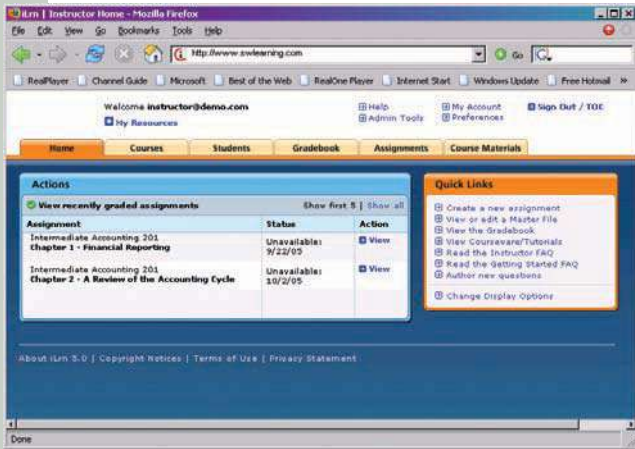 iLrn | Instructor Home - Mozilla Firefox
File Edit View Go Bookmarks Tools Help
http://www.swlearning.com Go
RealPlayer Channel Guide Microsoft Best of the Web RealOne Player Internet Start Windows Update Free Hotmail »
Welcome instructor@demo.com
My Resources
Help My Account Sign Out / TOC
Admin Tools Preferences
Home Courses Students Gradebook Assignments Course Materials
Actions
View recently graded assignments Show first 5 | Show all
Assignment Status Action
Intermediate Accounting 201
Chapter 1 - Financial Reporting
Unavailable:
9/22/05
View
Intermediate Accounting 201
Chapter 2 - A Review of the Accounting Cycle
Unavailable:
10/2/05
View
Quick Links
Create a new assignment
View or edit a Master File
View the Gradebook
View Courseware/Tutorials
Read the Instructor FAQ
Read the Getting Started FAQ
Author new questions
Change Display Options
About iLrn 5.0 | Copyright Notices | Terms of Use | Privacy Statement
Done